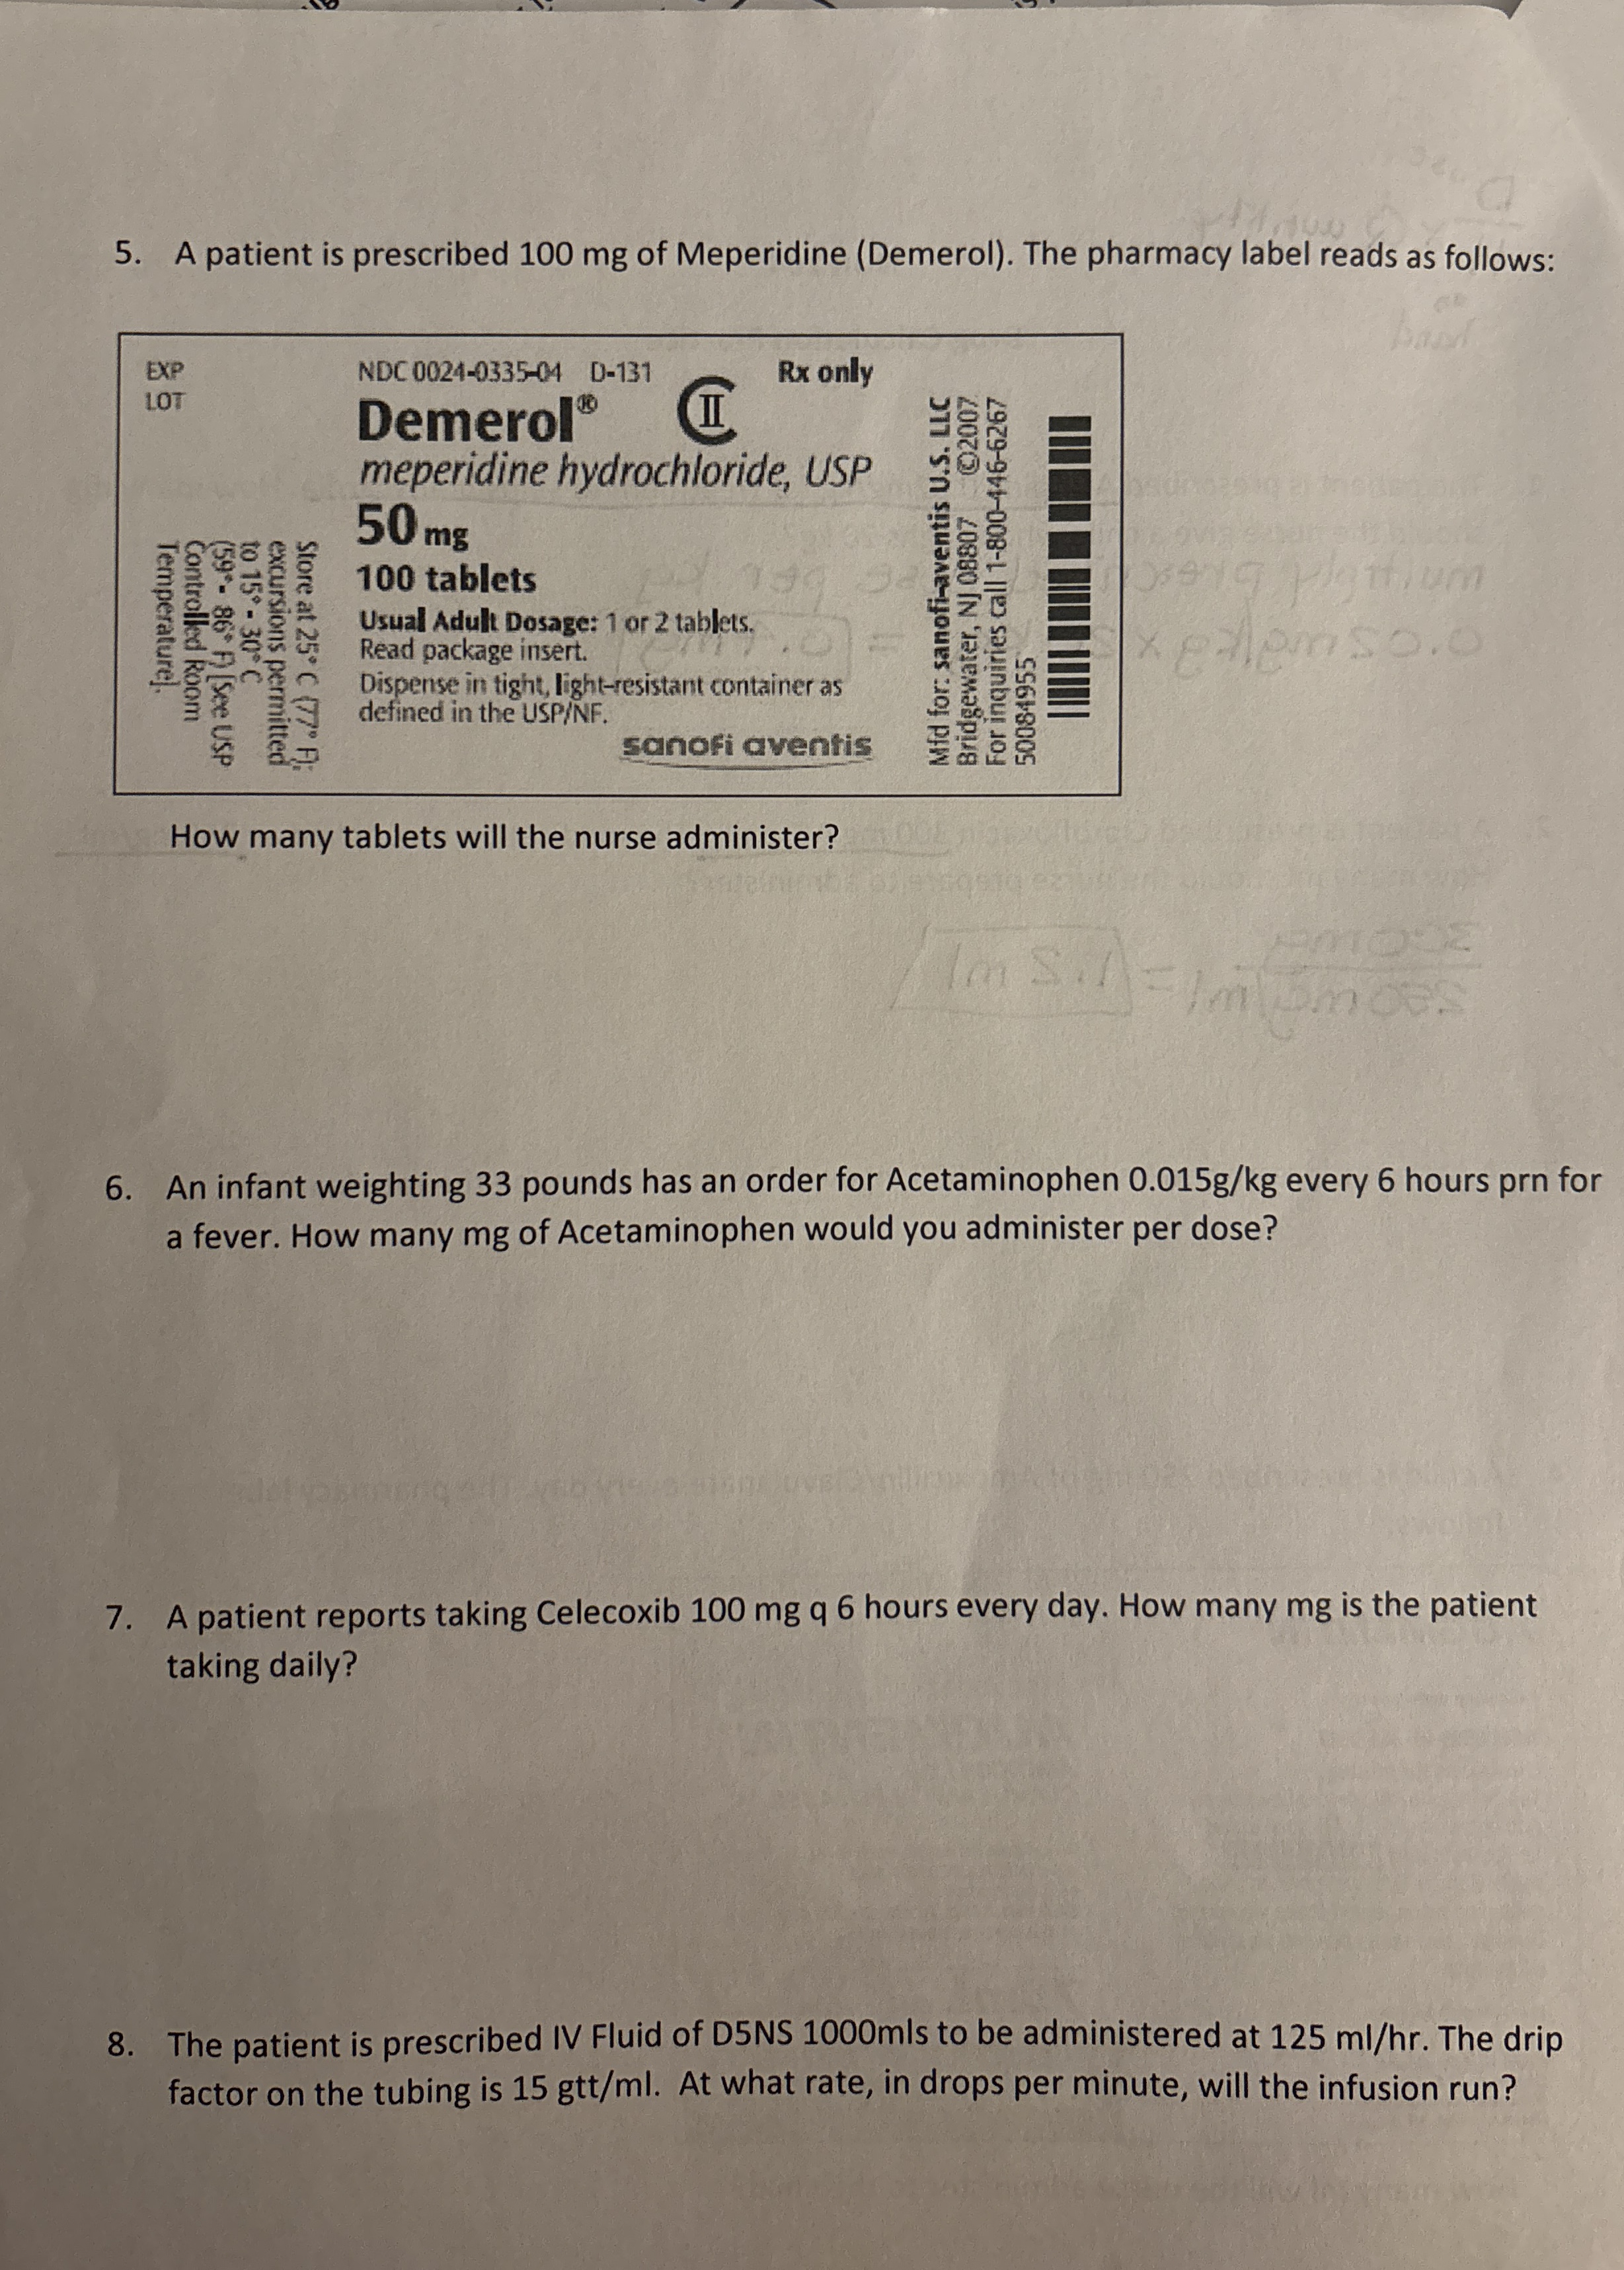 5. A patient is prescribed 100 mg of Meperidine (Demerol). The pharmacy label reads as follows:
EXP
LOT
NDC 0024-0335-04 D-131 Rx only
Demerol® CII
meperidine hydrochloride, USP
50 mg
100 tablets
Usual Adult Dosage: 1 or 2 tablets.
Read package insert.
Dispense in tight, light-resistant container as
defined in the USP/NF.
sanofi aventis
Store at 25° C (77° F);
excursions permitted
to 15° - 30° C
(59° - 86° F) [See USP
Controlled Room
Temperature].
Mfd for: sanofi-aventis U.S. LLC
Bridgewater, NJ 08807 ©2007
For inquiries call 1-800-446-6267
50084955
How many tablets will the nurse administer?
6. An infant weighting 33 pounds has an order for Acetaminophen 0.015g/kg every 6 hours prn for
a fever. How many mg of Acetaminophen would you administer per dose?
7. A patient reports taking Celecoxib 100 mg q 6 hours every day. How many mg is the patient
taking daily?
8. The patient is prescribed IV Fluid of D5NS 1000mls to be administered at 125 ml/hr. The drip
factor on the tubing is 15 gtt/ml. At what rate, in drops per minute, will the infusion run?